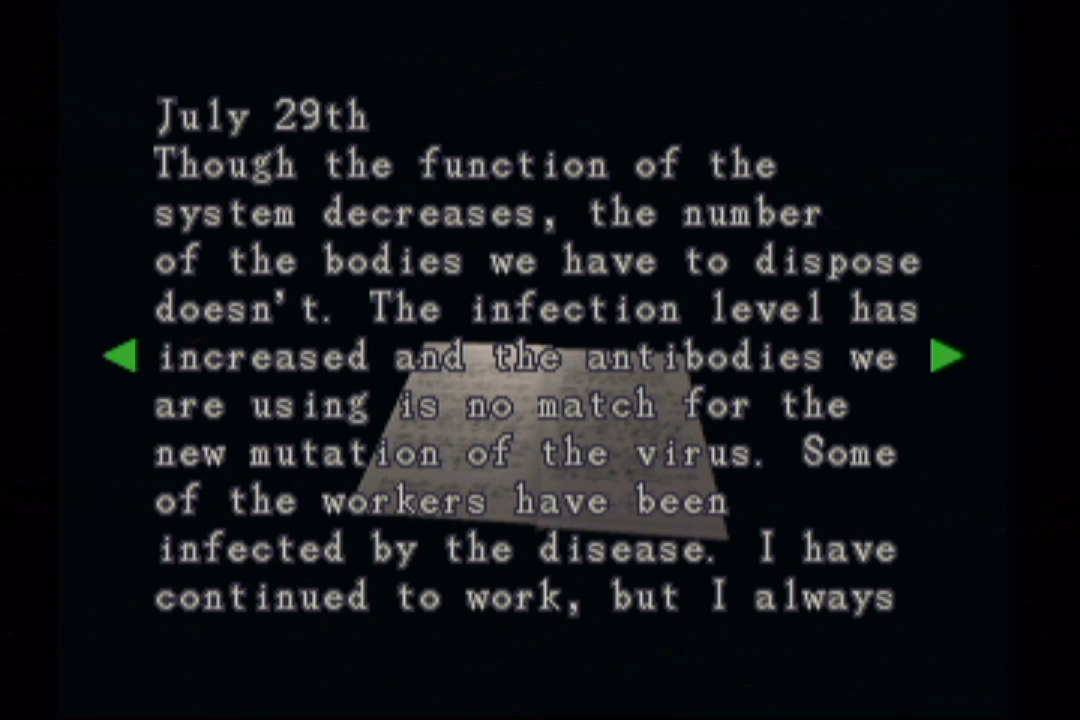 July 29th
Though the function of the
system decreases, the number
of the bodies we have to dispose
doesn't. The infection level has
increased and the antibodies we
are using is no match for the
new mutation of the virus. Some
of the workers have been
infected by the disease. I have
continued to work, but I always